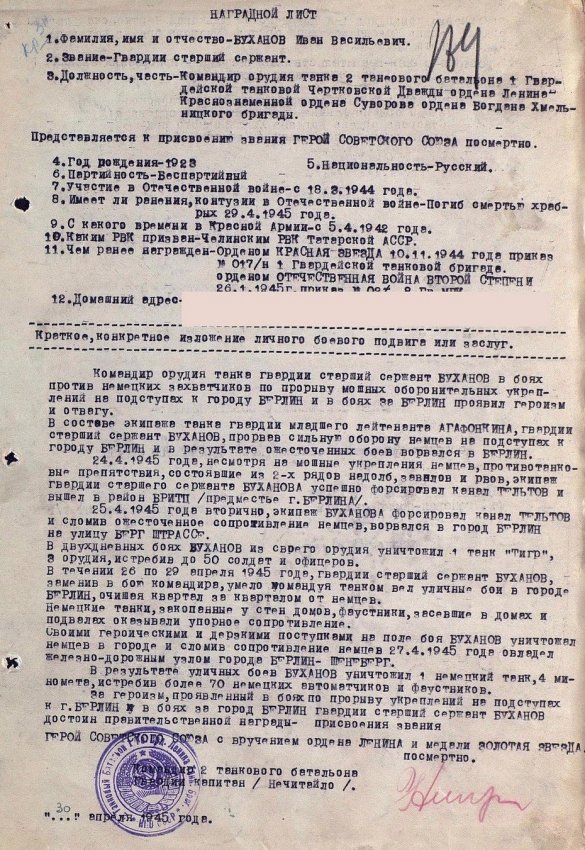 НАГРАДНОЙ ЛИСТ
1.Фамилия,имя и отчество-БУХАНОВ Иван Васильевич.
2.Звание-Гвардии старший сержант.
3.Должность,часть-Командир орудия танка 2 танкового батальона 1 Гвар-
дейской танковой Чертковской Дважды ордена Ленина
Краснознаменной ордена Суворова ордена Богдана Хмель-
ницкого бригады.
Представляется к присвоению звания ГЕРОЙ СОВЕТСКОГО СОЮЗА посмертно.
4.Год рождения-1923 5.Национальность-Русский.
6.Партийность-Беспартийный
7.Участие в Отечественной войне-с 18.3.1944 года.
8.Имеет ли ранения,контузии в Отечественной войне-Погиб смертью храб-
рых 29.4.1945 года.
9.С какого времени в Красной Армии-с 5.4.1942 года.
10.Каким РВК призван-Челинским РВК Татарской АССР.
11.Чем ранее награжден-Орденом КРАСНАЯ ЗВЕЗДА 10.11.1944 года приказ
№ 017/н 1 Гвардейской танковой бригаде.
орденом ОТЕЧЕСТВЕННАЯ ВОЙНА ВТОРОЙ СТЕПЕНИ
26.1.1945г. приказ №
12.Домашний адрес-
Краткое,конкретное изложение личного боевого подвига или заслуг.
Командир орудия танка гвардии старший сержант БУХАНОВ в боях
против немецких захватчиков по прорыву мощных оборонительных укреп-
лений на подступах к городу БЕРЛИН и в боях за БЕРЛИН проявил героизм
и отвагу.
В составе экипажа танка гвардии младшего лейтенанта АГАФОНКИНА,гвардии
старший сержант БУХАНОВ,прорвав сильную оборону немцев на подступах к
городу БЕРЛИН и в результате ожесточенных боев ворвался в БЕРЛИН.
24.4.1945 года,несмотря на мощные укрепления немцев,противотанко-
вые препятствия,состоявшие из 2-х рядов надолб,завалов и рвов,экипаж
гвардии старшего сержанта БУХАНОВА успешно форсировал канал ТЕЛЬТОВ и
вышел в район БРИТЦ /предместье г.БЕРЛИНА/.
25.4.1945 года вторично,экипаж БУХАНОВА форсировал канал ТЕЛЬТОВ
и сломив ожесточенное сопротивление немцев,ворвался в город БЕРЛИН
на улицу БЕРГ ШТРАССЕ.
В двухдневных боях БУХАНОВ из своего орудия уничтожил 1 танк "Тигр",
3 орудия,истребив до 50 солдат и офицеров.
В течении 26 по 29 апреля 1945 года,гвардии старший сержант БУХАНОВ,
заменив в бою командира,умело командуя танком вел уличные бои в городе
БЕРЛИН,очищая квартал за кварталом от немцев.
Немецкие танки,закопанные у стен домов,фаустники,засевшие в домах и
подвалах оказывали упорное сопротивление.
Своими героическими и дерзкими поступками на поле боя БУХАНОВ уничтожал
немцев в городе и сломив сопротивление немцев 27.4.1945 года овладел
железно-дорожным узлом города БЕРЛИН- ШЕНЕБЕРГ.
В результате уличных боев БУХАНОВ уничтожил 1 немецкий танк,4 ми-
номета,истребив более 70 немецких автоматчиков и фаустников.
За героизм,проявленный в боях по прорыву укреплений на подступах
к г.БЕРЛИН и в боях за город БЕРЛИН гвардии старший сержант БУХАНОВ
достоин правительственной награды- присвоения звания
ГЕРОЙ СОВЕТСКОГО СОЮЗА с вручением ордена ЛЕНИНА и медали ЗОЛОТАЯ ЗВЕЗДА
посмертно.
Командир 2 танкового батальона
гвардии капитан / Нечитайло /.
30
"..." апреля 1945 года.